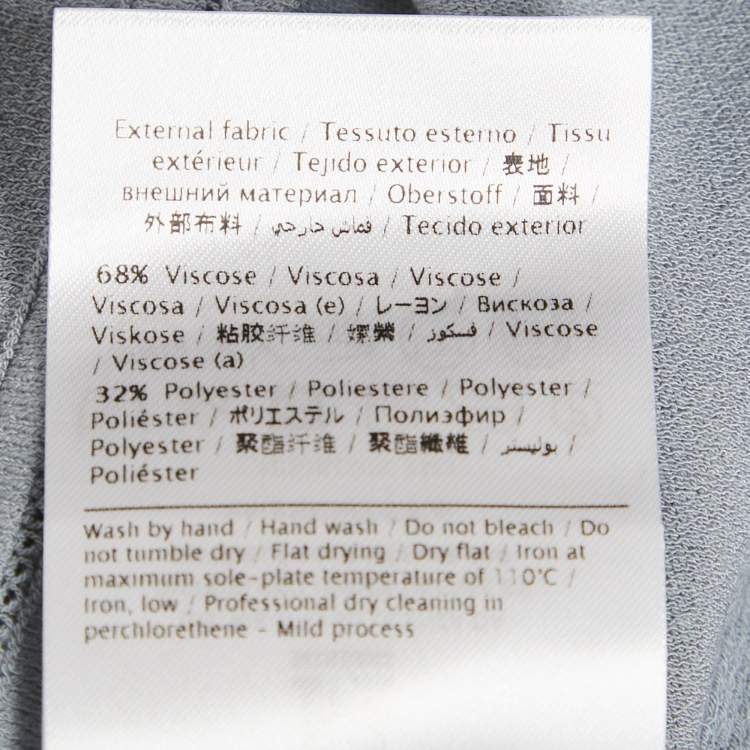 External fabric / Tessuto esterno / Tissu
extérieur / Tejido exterior / 表地 /
внешний материал / Oberstoff / 面料 /
外部布料 / قماش خارجي / Tecido exterior
68% Viscose / Viscosa / Viscose /
Viscosa / Viscosa (e) / レーヨン / Вискоза /
Viskose / 粘胶纤维 / 嫘縈 / فسكوز / Viscose
/ Viscose (a)
32% Polyester / Poliestere / Polyester /
Poliéster / ポリエステル / Полиэфир /
Polyester / 聚酯纤维 / 聚酯纖維 / بوليستر /
Poliéster
Wash by hand / Hand wash / Do not bleach / Do
not tumble dry / Flat drying / Dry flat / Iron at
maximum sole-plate temperature of 110°C /
Iron, low / Professional dry cleaning in
perchlorethene - Mild process